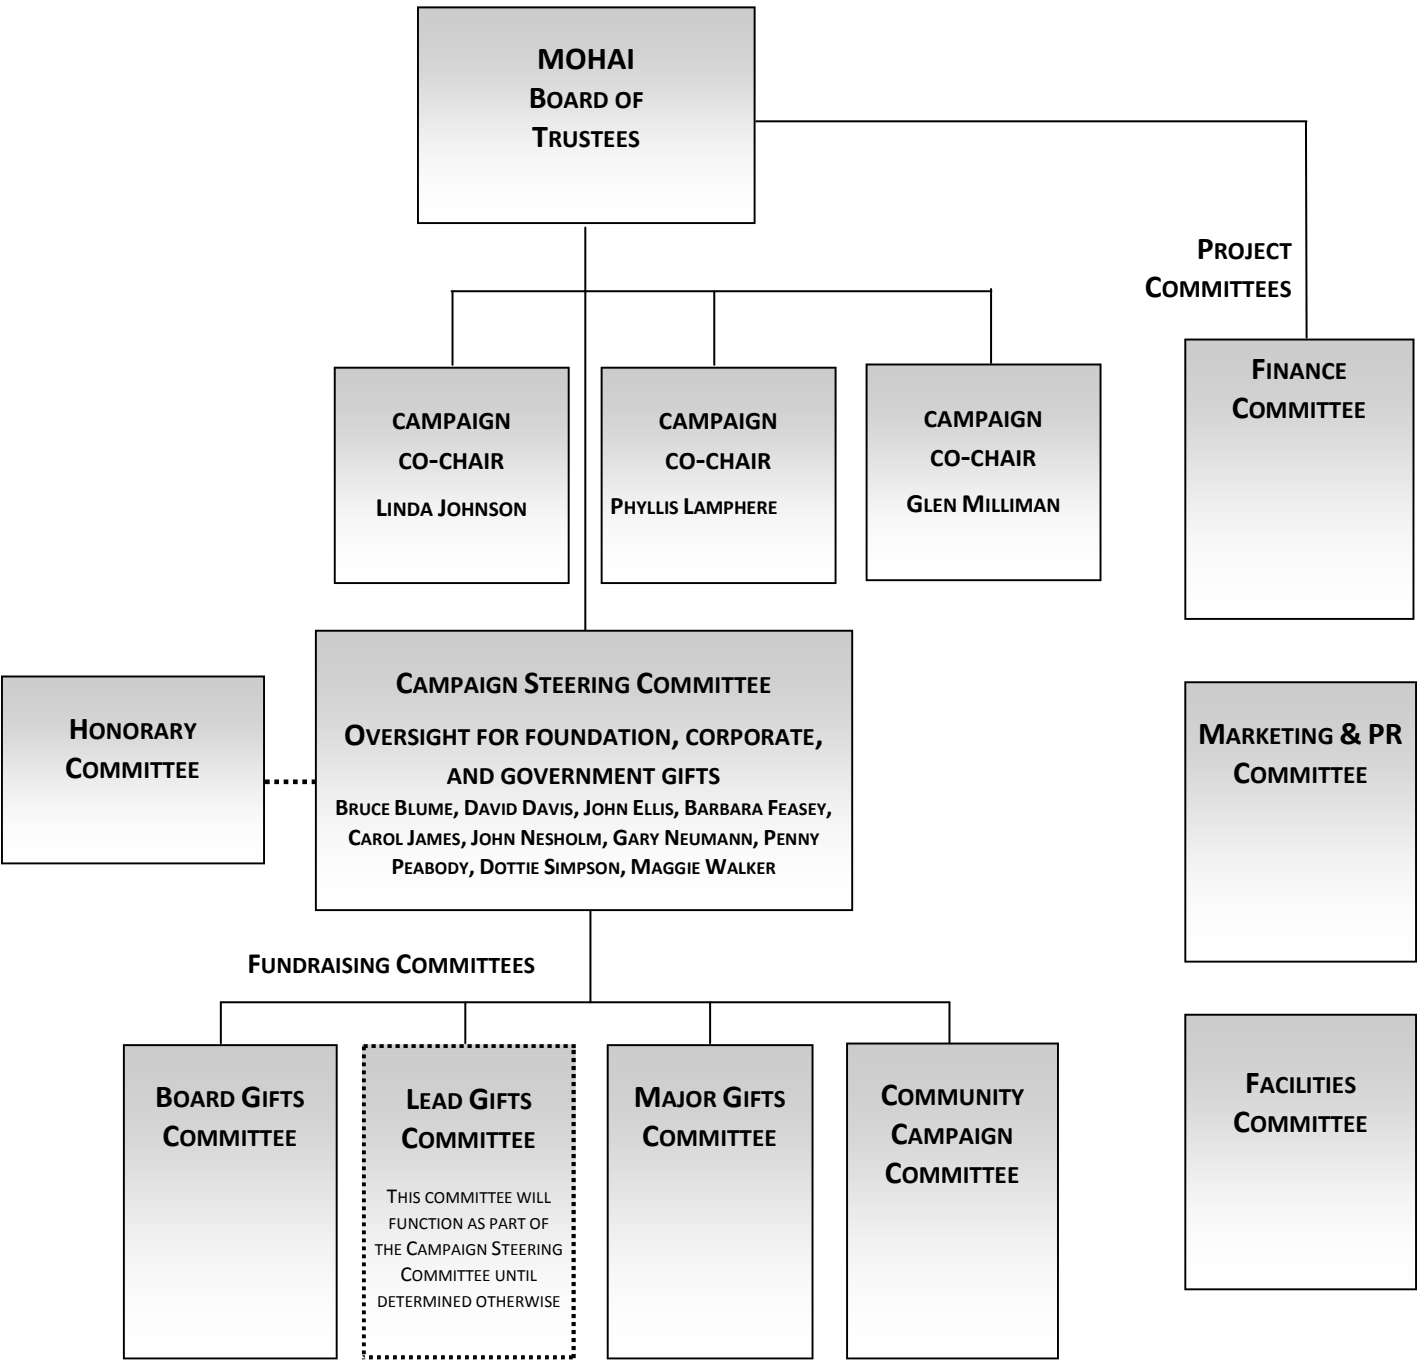 MOHAI
BOARD OF
TRUSTEES
PROJECT
COMMITTEES
CAMPAIGN
CO-CHAIR
LINDA JOHNSON
CAMPAIGN
CO-CHAIR
PHYLLIS LAMPHERE
CAMPAIGN
CO-CHAIR
GLEN MILLIMAN
FINANCE
COMMITTEE
HONORARY
COMMITTEE
CAMPAIGN STEERING COMMITTEE
OVERSIGHT FOR FOUNDATION, CORPORATE,
AND GOVERNMENT GIFTS
BRUCE BLUME, DAVID DAVIS, JOHN ELLIS, BARBARA FEASEY,
CAROL JAMES, JOHN NESHOLM, GARY NEUMANN, PENNY
PEABODY, DOTTIE SIMPSON, MAGGIE WALKER
MARKETING & PR
COMMITTEE
FUNDRAISING COMMITTEES
BOARD GIFTS
COMMITTEE
LEAD GIFTS
COMMITTEE
THIS COMMITTEE WILL
FUNCTION AS PART OF
THE CAMPAIGN STEERING
COMMITTEE UNTIL
DETERMINED OTHERWISE
MAJOR GIFTS
COMMITTEE
COMMUNITY
CAMPAIGN
COMMITTEE
FACILITIES
COMMITTEE